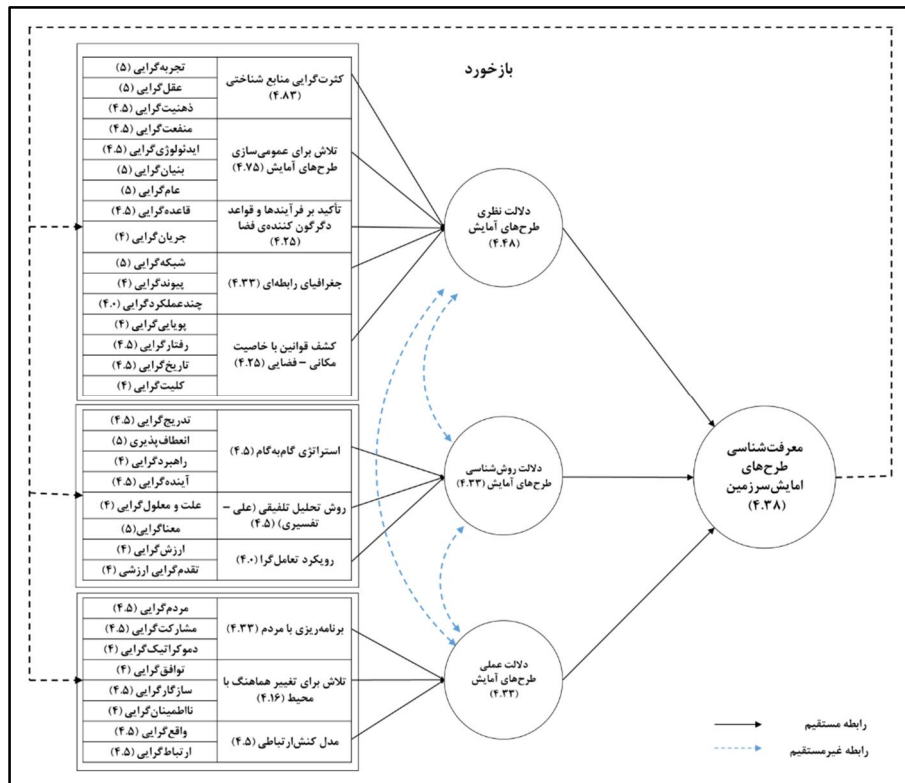 بازخورد
کثرت‌گرایی منابع شناختی
(۴.۸۳)
تجربه‌گرایی (۵)
عقل‌گرایی (۵)
ذهنیت‌گرایی (۴.۵)
تلاش برای عمومی‌سازی
طرح‌های آمایش (۴.۷۵)
منفعت‌گرایی (۴.۵)
ایدئولوژی‌گرایی (۴.۵)
بنیان‌گرایی (۵)
عام‌گرایی (۵)
تأکید بر فرآیندها و قواعد
دگرگون کننده‌ی فضا
(۴.۲۵)
قاعده‌گرایی (۴.۵)
جریان‌گرایی (۴)
جغرافیای رابطه‌ای (۴.۳۳)
شبکه‌گرایی (۵)
پیوندگرایی (۴)
چندعملکردگرایی (۴.۰)
کشف قوانین با خاصیت
مکانی – فضایی (۴.۲۵)
پویایی‌گرایی (۴)
رفتارگرایی (۴.۵)
تاریخ‌گرایی (۴.۵)
کلیت‌گرایی (۴)
استراتژی گام‌به‌گام (۴.۵)
تدریج‌گرایی (۴.۵)
انعطاف‌پذیری (۵)
راهبردگرایی (۴)
آینده‌گرایی (۴.۵)
روش تحلیل تلفیقی (علی –
تفسیری) (۴.۵)
علت و معلول‌گرایی (۴)
معناگرایی (۵)
رویکرد تعامل‌گرا (۴.۰)
ارزش‌گرایی (۴)
تقدم‌گرایی ارزشی (۴)
برنامه‌ریزی با مردم (۴.۳۳)
مردم‌گرایی (۴.۵)
مشارکت‌گرایی (۴.۵)
دموکراتیک‌گرایی (۴)
تلاش برای تغییر هماهنگ با
محیط (۴.۱۶)
توافق‌گرایی (۴)
سازگارگرایی (۴.۵)
نااطمینان‌گرایی (۴)
مدل کنش‌ارتباطی (۴.۵)
واقع‌گرایی (۴.۵)
ارتباط‌گرایی (۴.۵)
دلالت نظری
طرح‌های آمایش
(۴.۴۸)
دلالت روش‌شناسی
طرح‌های آمایش (۴.۳۳)
دلالت عملی
طرح‌های آمایش
(۴.۳۳)
معرفت‌شناسی
طرح‌های
امایش‌سرزمین
(۴.۳۸)
رابطه مستقیم
رابطه غیرمستقیم